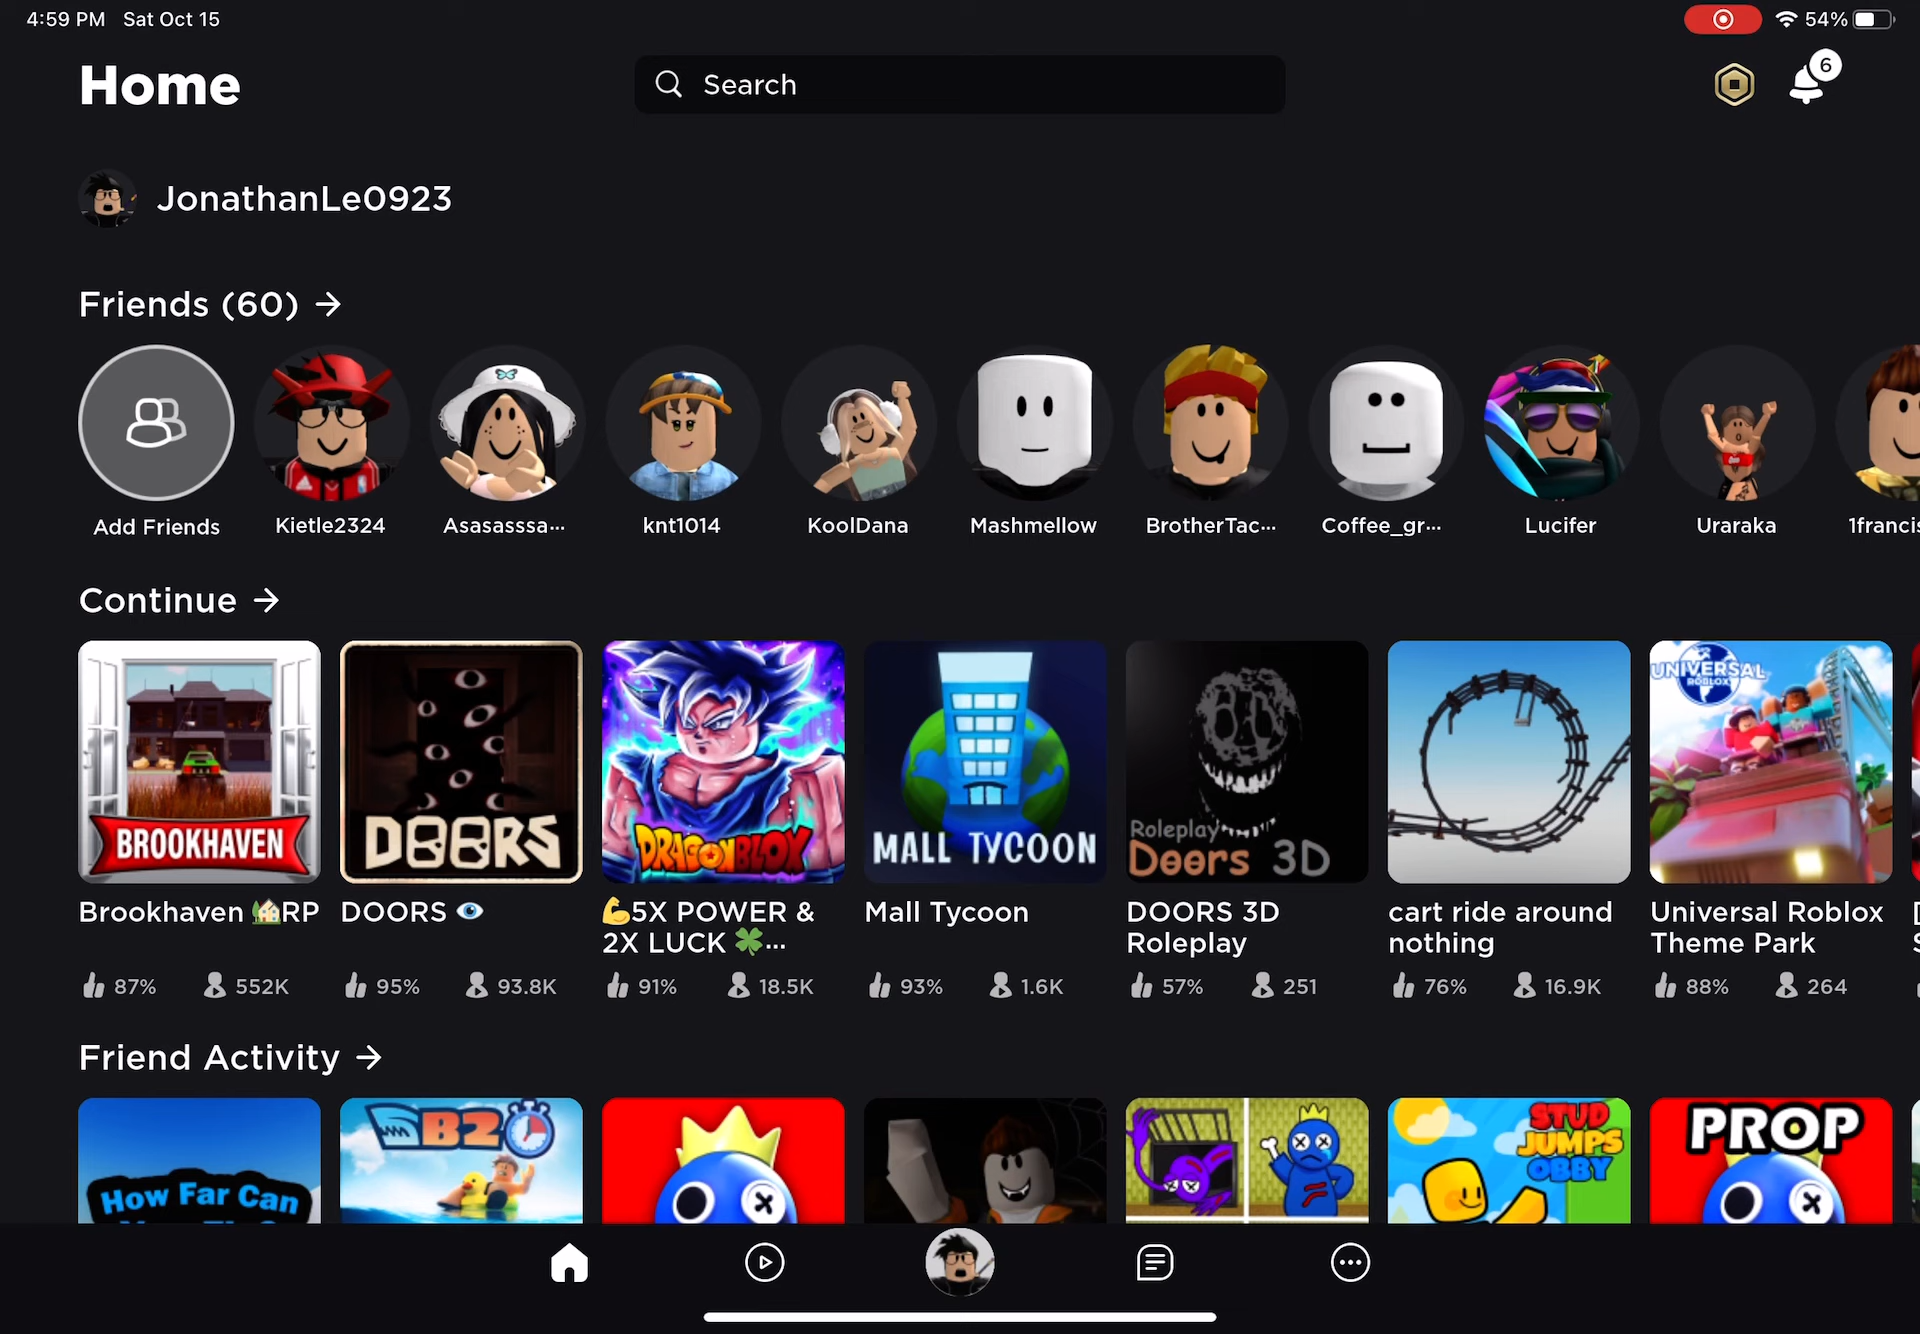 4:59 PM Sat Oct 15
54%
Home
Search
6
JonathanLe0923
Friends (60)
Add Friends
Kietle2324
Asasasssa...
knt1014
KoolDana
Mashmellow
BrotherTac...
Coffee_gr...
Lucifer
Uraraka
1francis
Continue
BROOKHAVEN
DOORS
DRAGON BLOX
MALL TYCOON
Roleplay
Doors 3D
UNIVERSAL
ROBLOX
Brookhaven 🏡RP
DOORS 👁️
💪5X POWER &
2X LUCK 🍀...
Mall Tycoon
DOORS 3D
Roleplay
cart ride around
nothing
Universal Roblox
Theme Park
87% 552K
95% 93.8K
91% 18.5K
93% 1.6K
57% 251
76% 16.9K
88% 264
Friend Activity
How Far Can
B2
STUD
JUMPS
OBBY
PROP